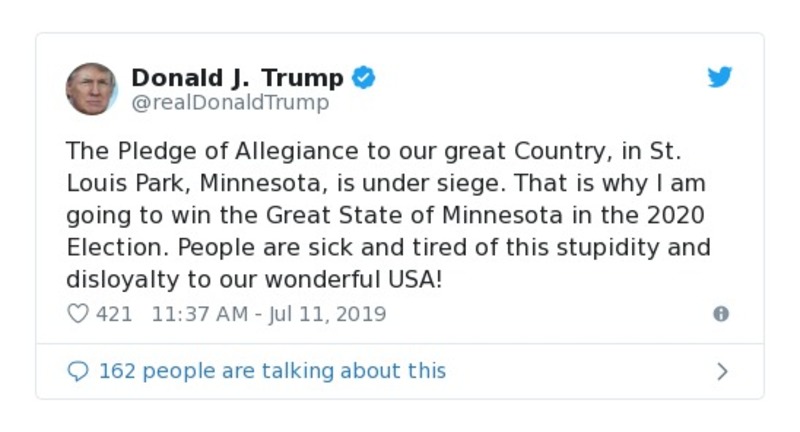 Donald J. Trump
@realDonaldTrump
The Pledge of Allegiance to our great Country, in St.
Louis Park, Minnesota, is under siege. That is why I am
going to win the Great State of Minnesota in the 2020
Election. People are sick and tired of this stupidity and
disloyalty to our wonderful USA!
421 11:37 AM - Jul 11, 2019
162 people are talking about this